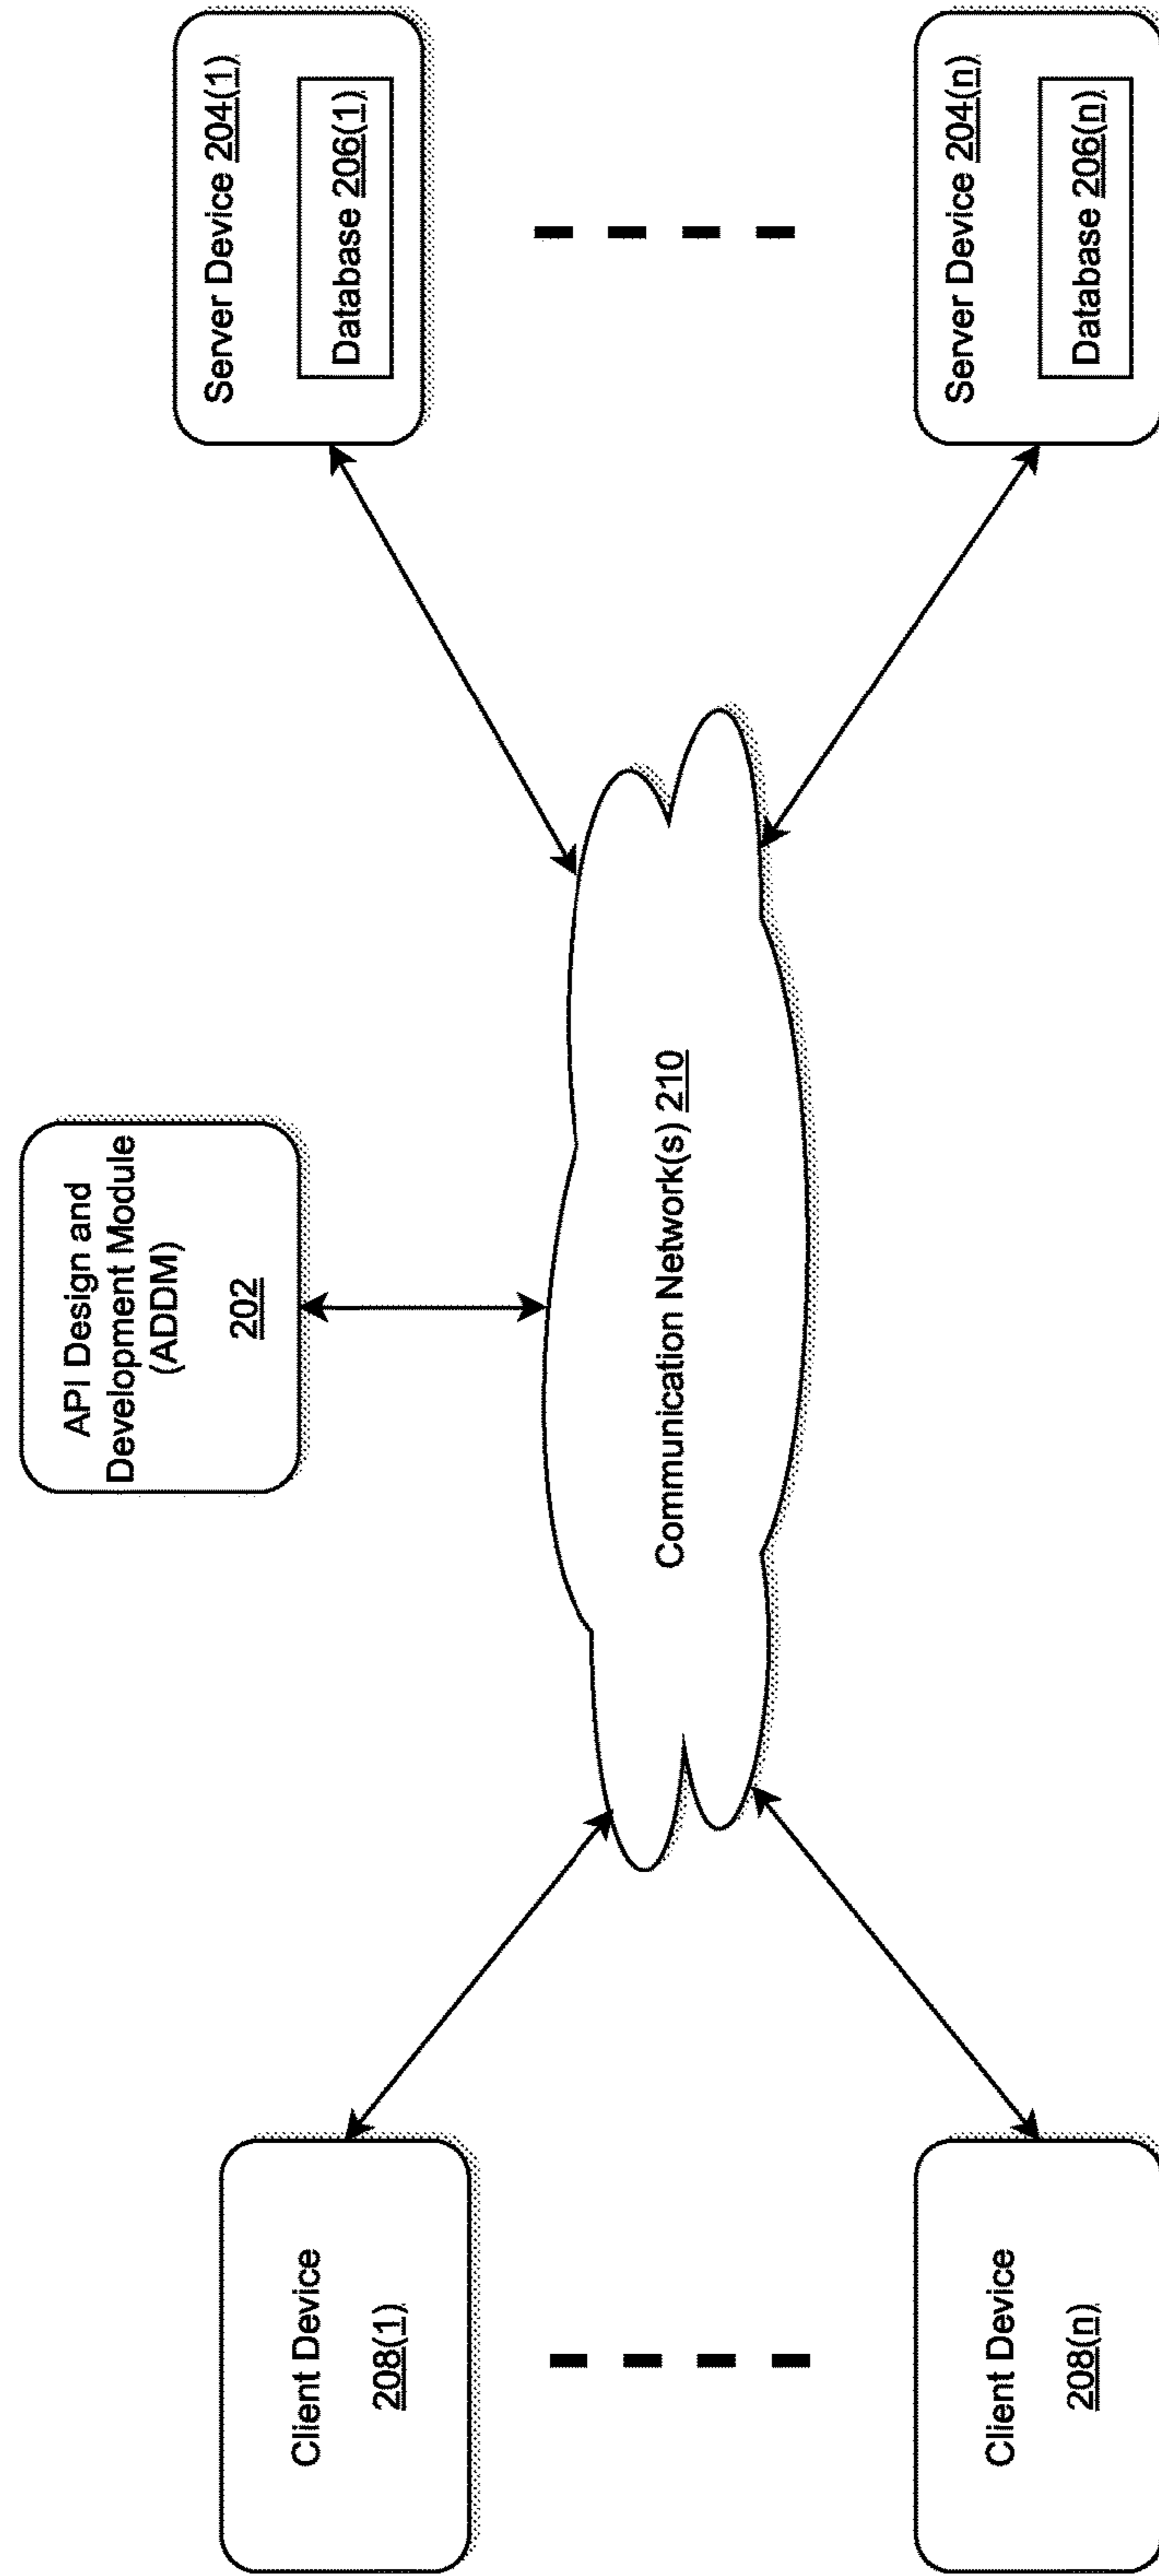 API Design and
Development Module
(ADDM)
202
Client Device
208(1)
Server Device 204(1)
Database 206(1)
Communication Network(s) 210
Client Device
208(n)
Server Device 204(n)
Database 206(n)